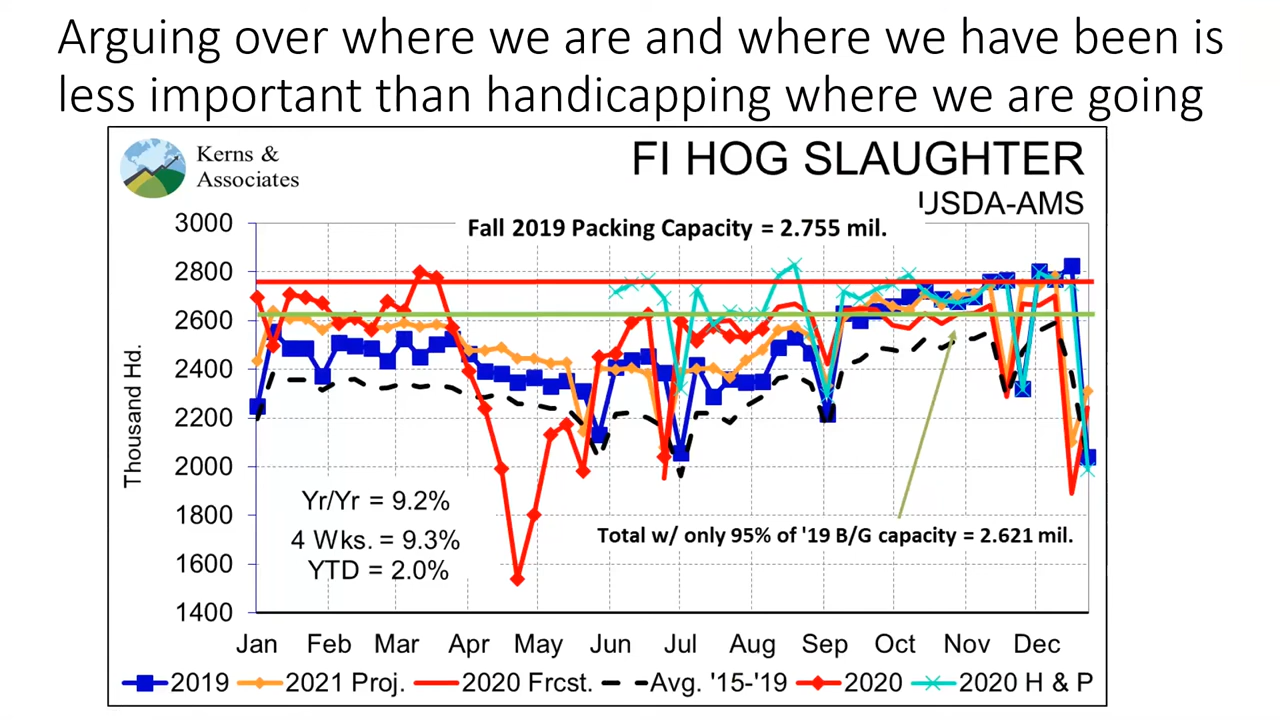 Arguing over where we are and where we have been is
less important than handicapping where we are going
Kerns &
Associates
FI HOG SLAUGHTER
USDA-AMS
Fall 2019 Packing Capacity = 2.755 mil.
3000
2800
2600
2400
2200
2000
1800
1600
1400
Thousand Hd.
Yr/Yr = 9.2%
4 Wks. = 9.3%
YTD = 2.0%
Total w/ only 95% of '19 B/G capacity = 2.621 mil.
Jan Feb Mar Apr May Jun Jul Aug Sep Oct Nov Dec
2019 2021 Proj. 2020 Frcst. Avg. '15-'19 2020 2020 H & P